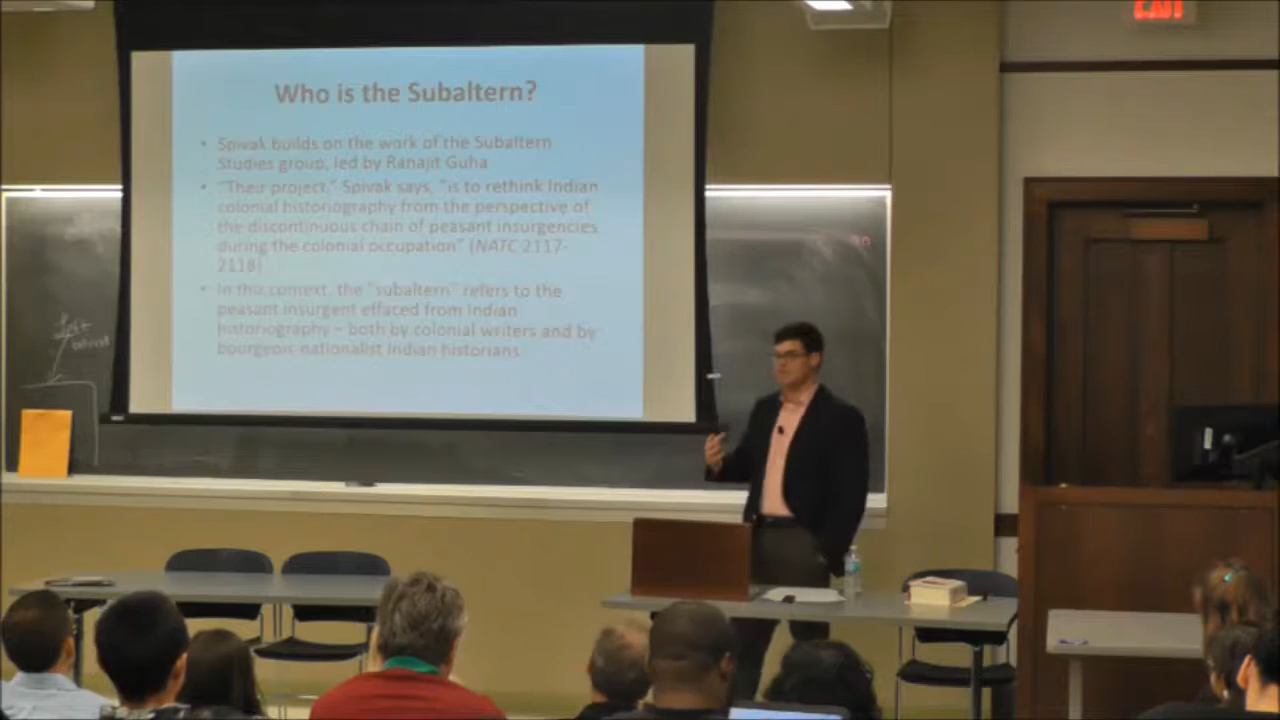 EXIT
Who is the Subaltern?
• Spivak builds on the work of the Subaltern
Studies group, led by Ranajit Guha
• "Their project," Spivak says, "is to rethink Indian
colonial historiography from the perspective of
the discontinuous chain of peasant insurgencies
during the colonial occupation" (NATC 2117-
2118)
• In this context, the "subaltern" refers to the
peasant insurgent effaced from Indian
historiography – both by colonial writers and by
bourgeois-nationalist Indian historians